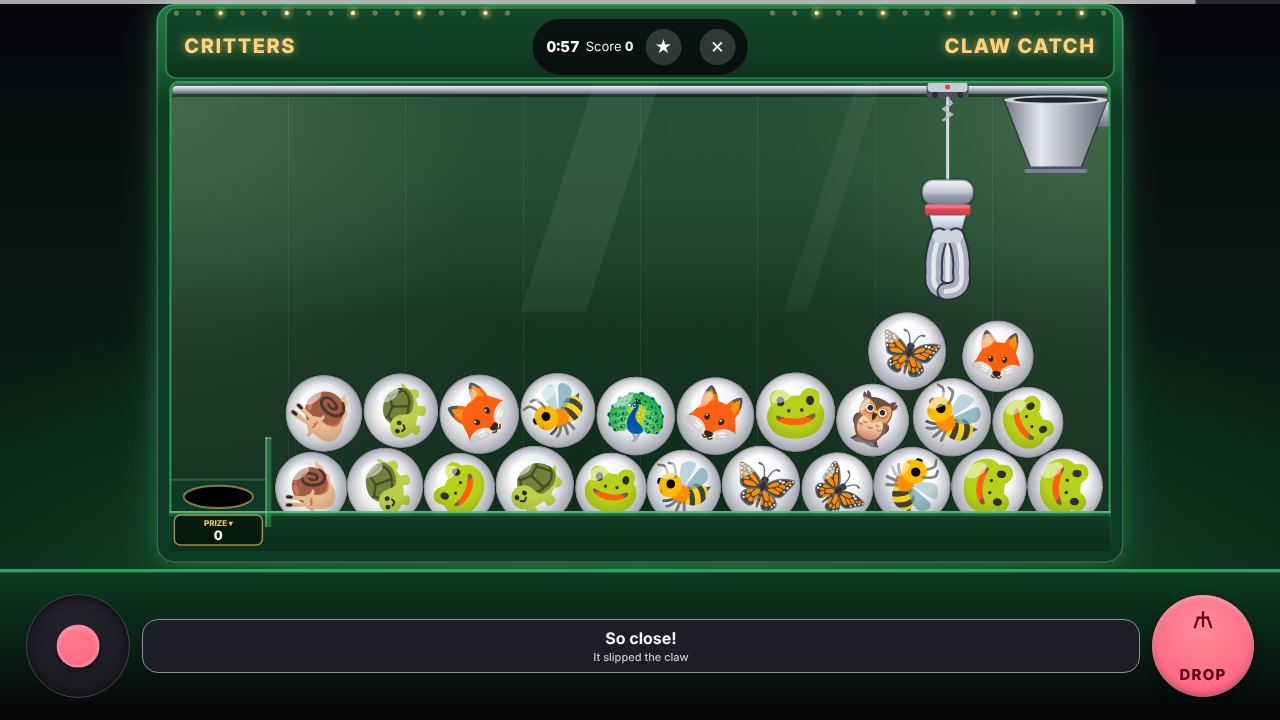 CRITTERS
0:57 Score 0
CLAW CATCH
PRIZE ▾
0
So close!
It slipped the claw
DROP